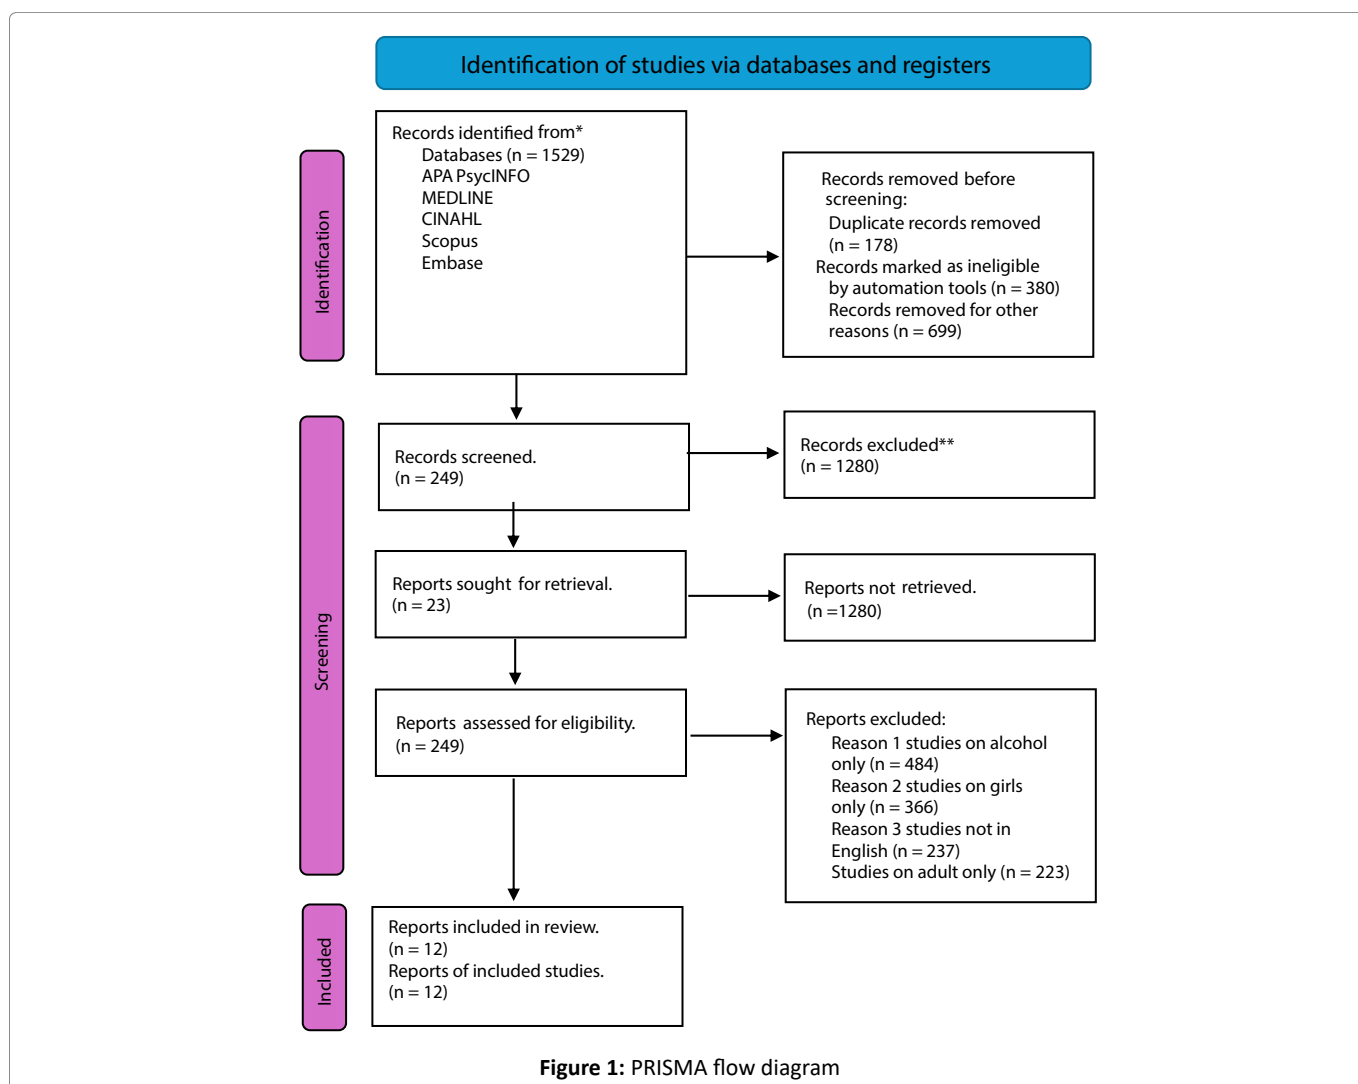 Identification of studies via databases and registers
Identification
Records identified from*
Databases (n = 1529)
APA PsycINFO
MEDLINE
CINAHL
Scopus
Embase
Records removed before
screening:
Duplicate records removed
(n = 178)
Records marked as ineligible
by automation tools (n = 380)
Records removed for other
reasons (n = 699)
Screening
Records screened.
(n = 249)
Records excluded**
(n = 1280)
Reports sought for retrieval.
(n = 23)
Reports not retrieved.
(n =1280)
Reports assessed for eligibility.
(n = 249)
Reports excluded:
Reason 1 studies on alcohol
only (n = 484)
Reason 2 studies on girls
only (n = 366)
Reason 3 studies not in
English (n = 237)
Studies on adult only (n = 223)
Included
Reports included in review.
(n = 12)
Reports of included studies.
(n = 12)
Figure 1: PRISMA flow diagram